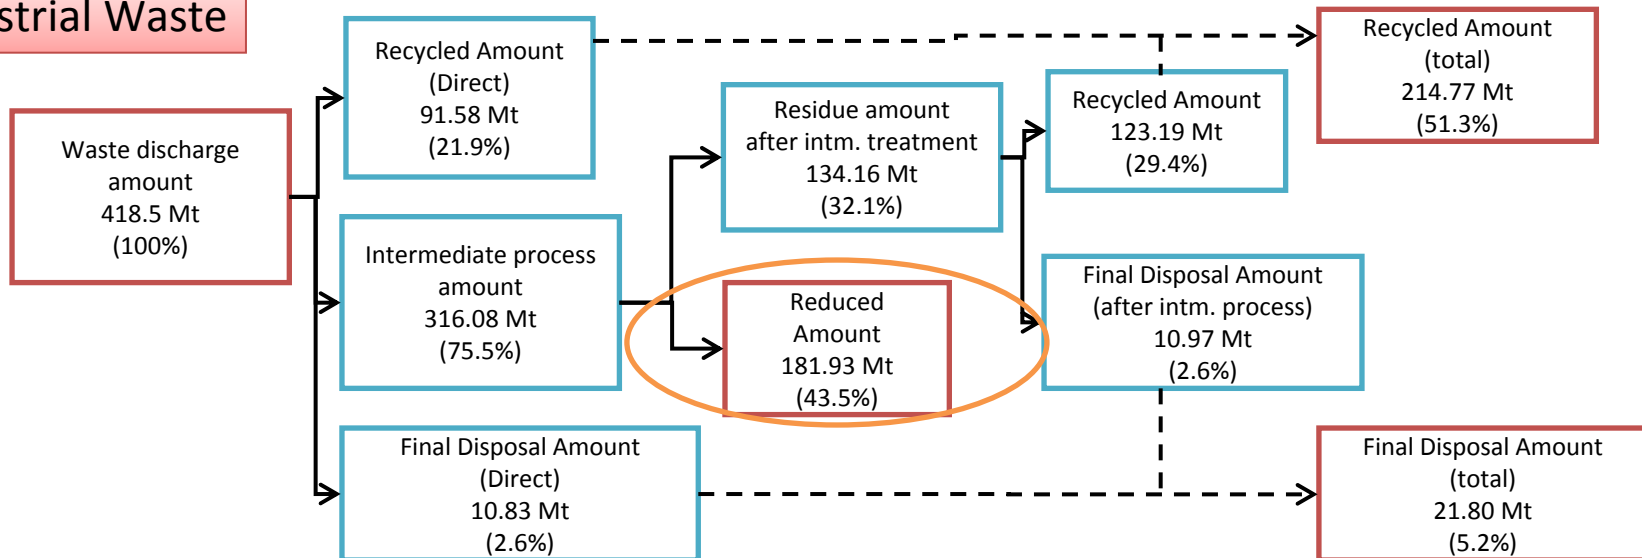 strial Waste
Waste discharge
amount
418.5 Mt
(100%)
Recycled Amount
(Direct)
91.58 Mt
(21.9%)
Intermediate process
amount
316.08 Mt
(75.5%)
Final Disposal Amount
(Direct)
10.83 Mt
(2.6%)
Residue amount
after intm. treatment
134.16 Mt
(32.1%)
Reduced
Amount
181.93 Mt
(43.5%)
Recycled Amount
123.19 Mt
(29.4%)
Final Disposal Amount
(after intm. process)
10.97 Mt
(2.6%)
Recycled Amount
(total)
214.77 Mt
(51.3%)
Final Disposal Amount
(total)
21.80 Mt
(5.2%)